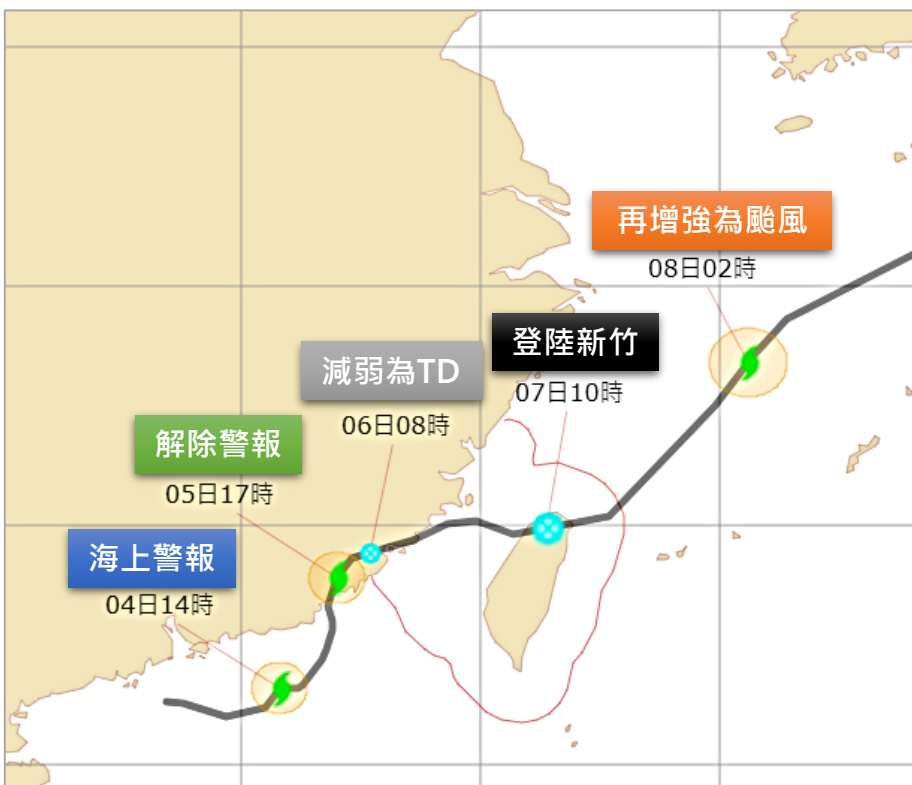 再增強為颱風
08日02時
登陸新竹
07日10時
減弱為TD
06日08時
解除警報
05日17時
海上警報
04日14時